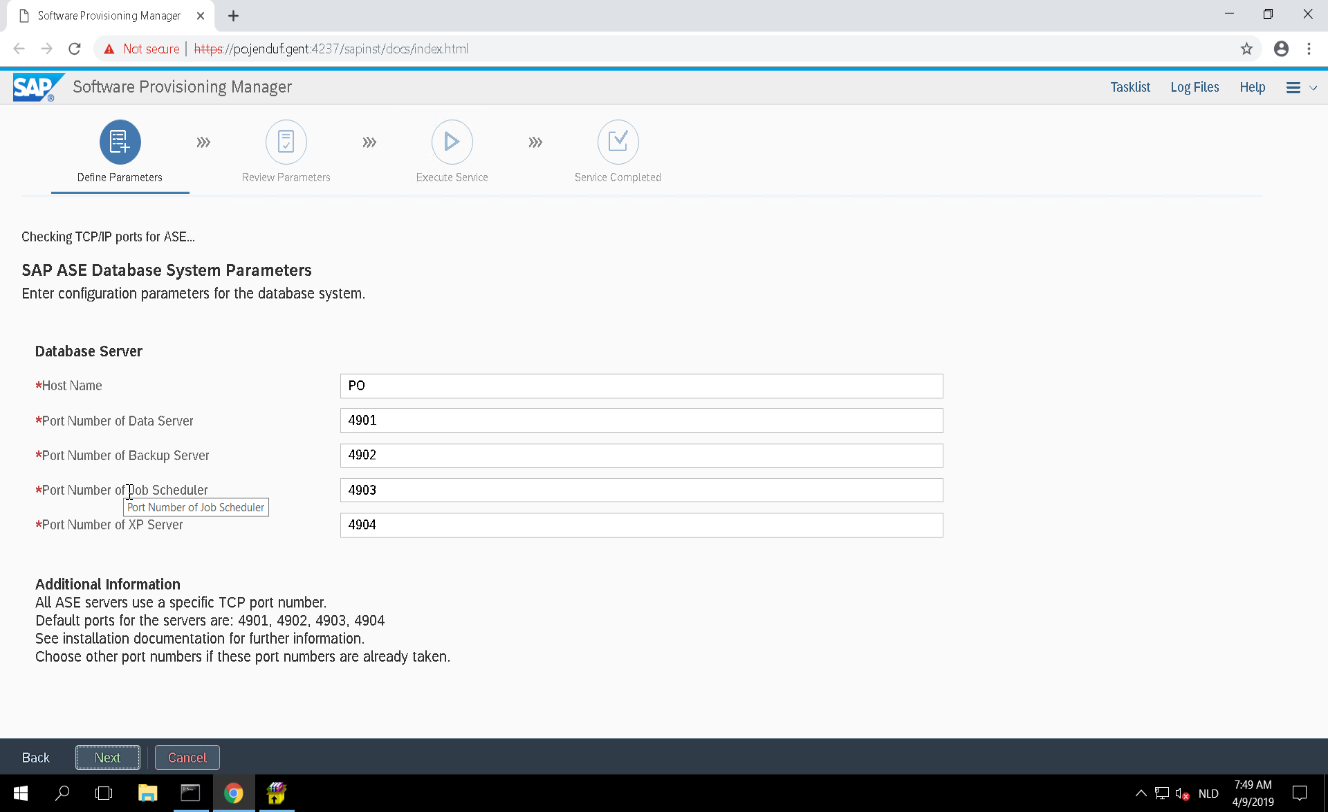 Software Provisioning Manager
Not secure | https://po.jenduf.gent:4237/sapinst/docs/index.html
SAP Software Provisioning Manager Tasklist Log Files Help
Define Parameters Review Parameters Execute Service Service Completed
Checking TCP/IP ports for ASE...
SAP ASE Database System Parameters
Enter configuration parameters for the database system.
Database Server
*Host Name PO
*Port Number of Data Server 4901
*Port Number of Backup Server 4902
*Port Number of Job Scheduler 4903
Port Number of Job Scheduler
*Port Number of XP Server 4904
Additional Information
All ASE servers use a specific TCP port number.
Default ports for the servers are: 4901, 4902, 4903, 4904
See installation documentation for further information.
Choose other port numbers if these port numbers are already taken.
Back Next Cancel
NLD 7:49 AM
4/9/2019